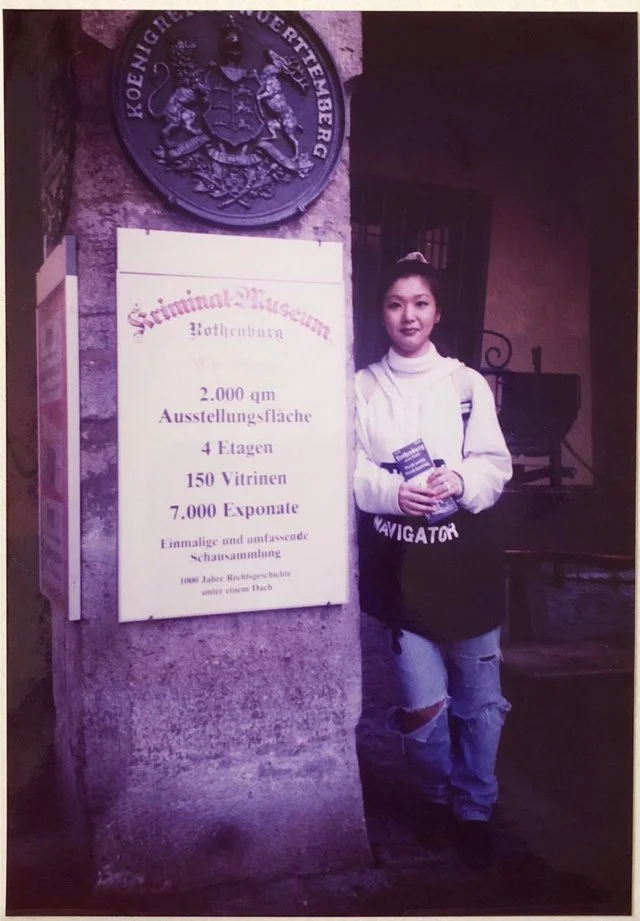 KOENIGREICH WUERTTEMBERG
Kriminal-Museum
Rothenburg
2.000 qm
Ausstellungsfläche
4 Etagen
150 Vitrinen
7.000 Exponate
Einmalige und umfassende
Schausammlung
1000 Jahre Rechtsgeschichte
unter einem Dach
Rothenburg
NAVIGATOR